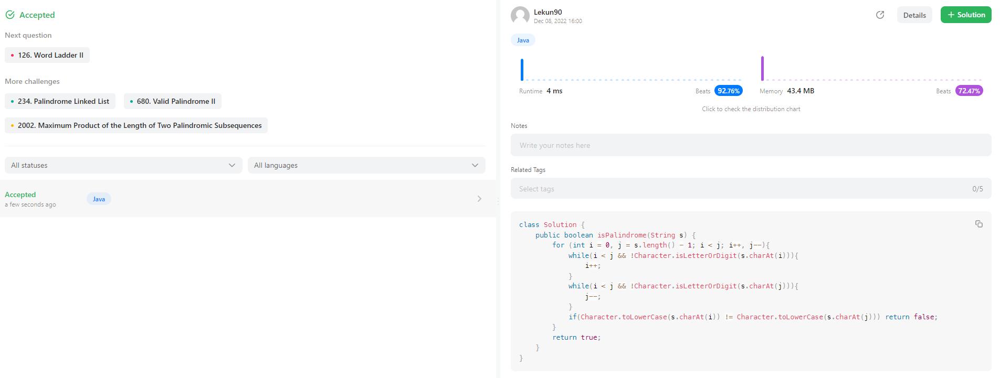 Accepted
Next question
126. Word Ladder II
More challenges
234. Palindrome Linked List
680. Valid Palindrome II
2002. Maximum Product of the Length of Two Palindromic Subsequences
All statuses
All languages
Accepted
a few seconds ago
Java
Lekun90
Dec 08, 2022 16:00
Details
+ Solution
Java
Runtime 4 ms
Beats 92.76%
Memory 43.4 MB
Beats 72.47%
Click to check the distribution chart
Notes
Write your notes here
Related Tags
Select tags
0/5
class Solution {
    public boolean isPalindrome(String s) {
        for (int i = 0, j = s.length() - 1; i < j; i++, j--){
            while(i < j && !Character.isLetterOrDigit(s.charAt(i))){
                i++;
            }
            while(i < j && !Character.isLetterOrDigit(s.charAt(j))){
                j--;
            }
            if(Character.toLowerCase(s.charAt(i)) != Character.toLowerCase(s.charAt(j))) return false;
        }
        return true;
    }
}